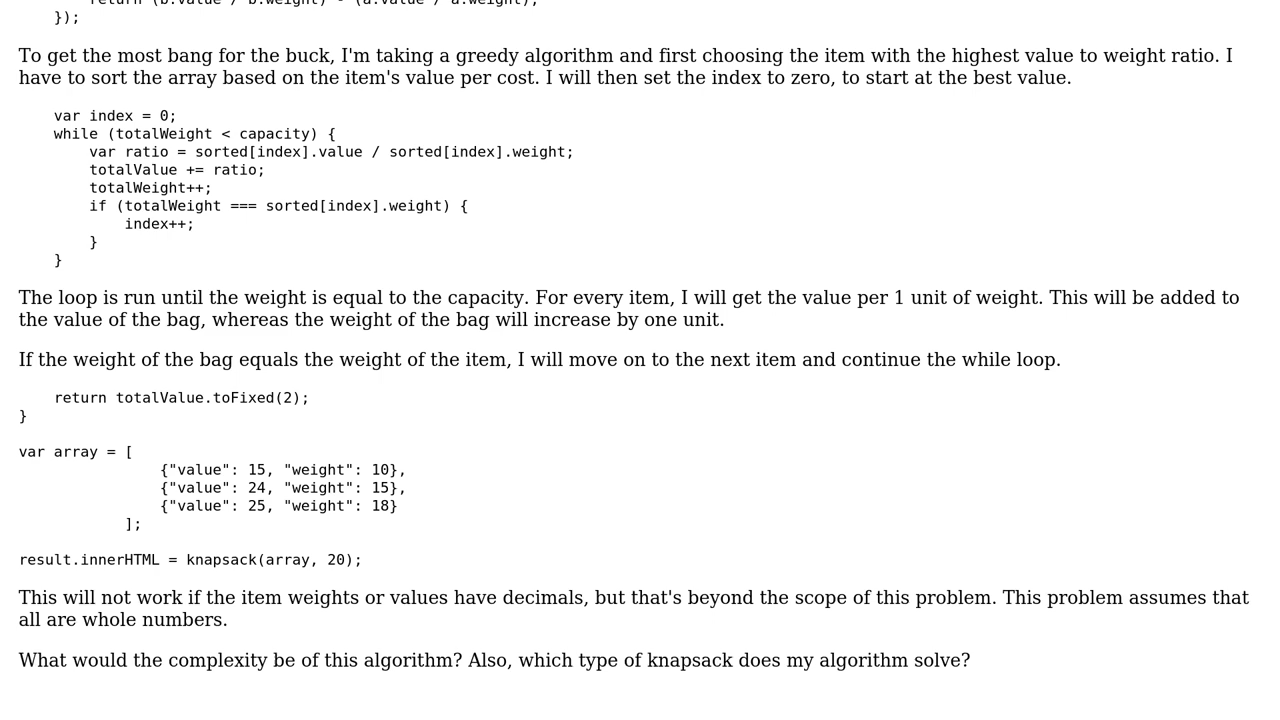 return (b.value / b.weight) - (a.value / a.weight);
    });
To get the most bang for the buck, I'm taking a greedy algorithm and first choosing the item with the highest value to weight ratio. I
have to sort the array based on the item's value per cost. I will then set the index to zero, to start at the best value.
    var index = 0;
    while (totalWeight < capacity) {
        var ratio = sorted[index].value / sorted[index].weight;
        totalValue += ratio;
        totalWeight++;
        if (totalWeight === sorted[index].weight) {
            index++;
        }
    }
The loop is run until the weight is equal to the capacity. For every item, I will get the value per 1 unit of weight. This will be added to
the value of the bag, whereas the weight of the bag will increase by one unit.
If the weight of the bag equals the weight of the item, I will move on to the next item and continue the while loop.
    return totalValue.toFixed(2);
}
var array = [
                {"value": 15, "weight": 10},
                {"value": 24, "weight": 15},
                {"value": 25, "weight": 18}
            ];
result.innerHTML = knapsack(array, 20);
This will not work if the item weights or values have decimals, but that's beyond the scope of this problem. This problem assumes that
all are whole numbers.
What would the complexity be of this algorithm? Also, which type of knapsack does my algorithm solve?